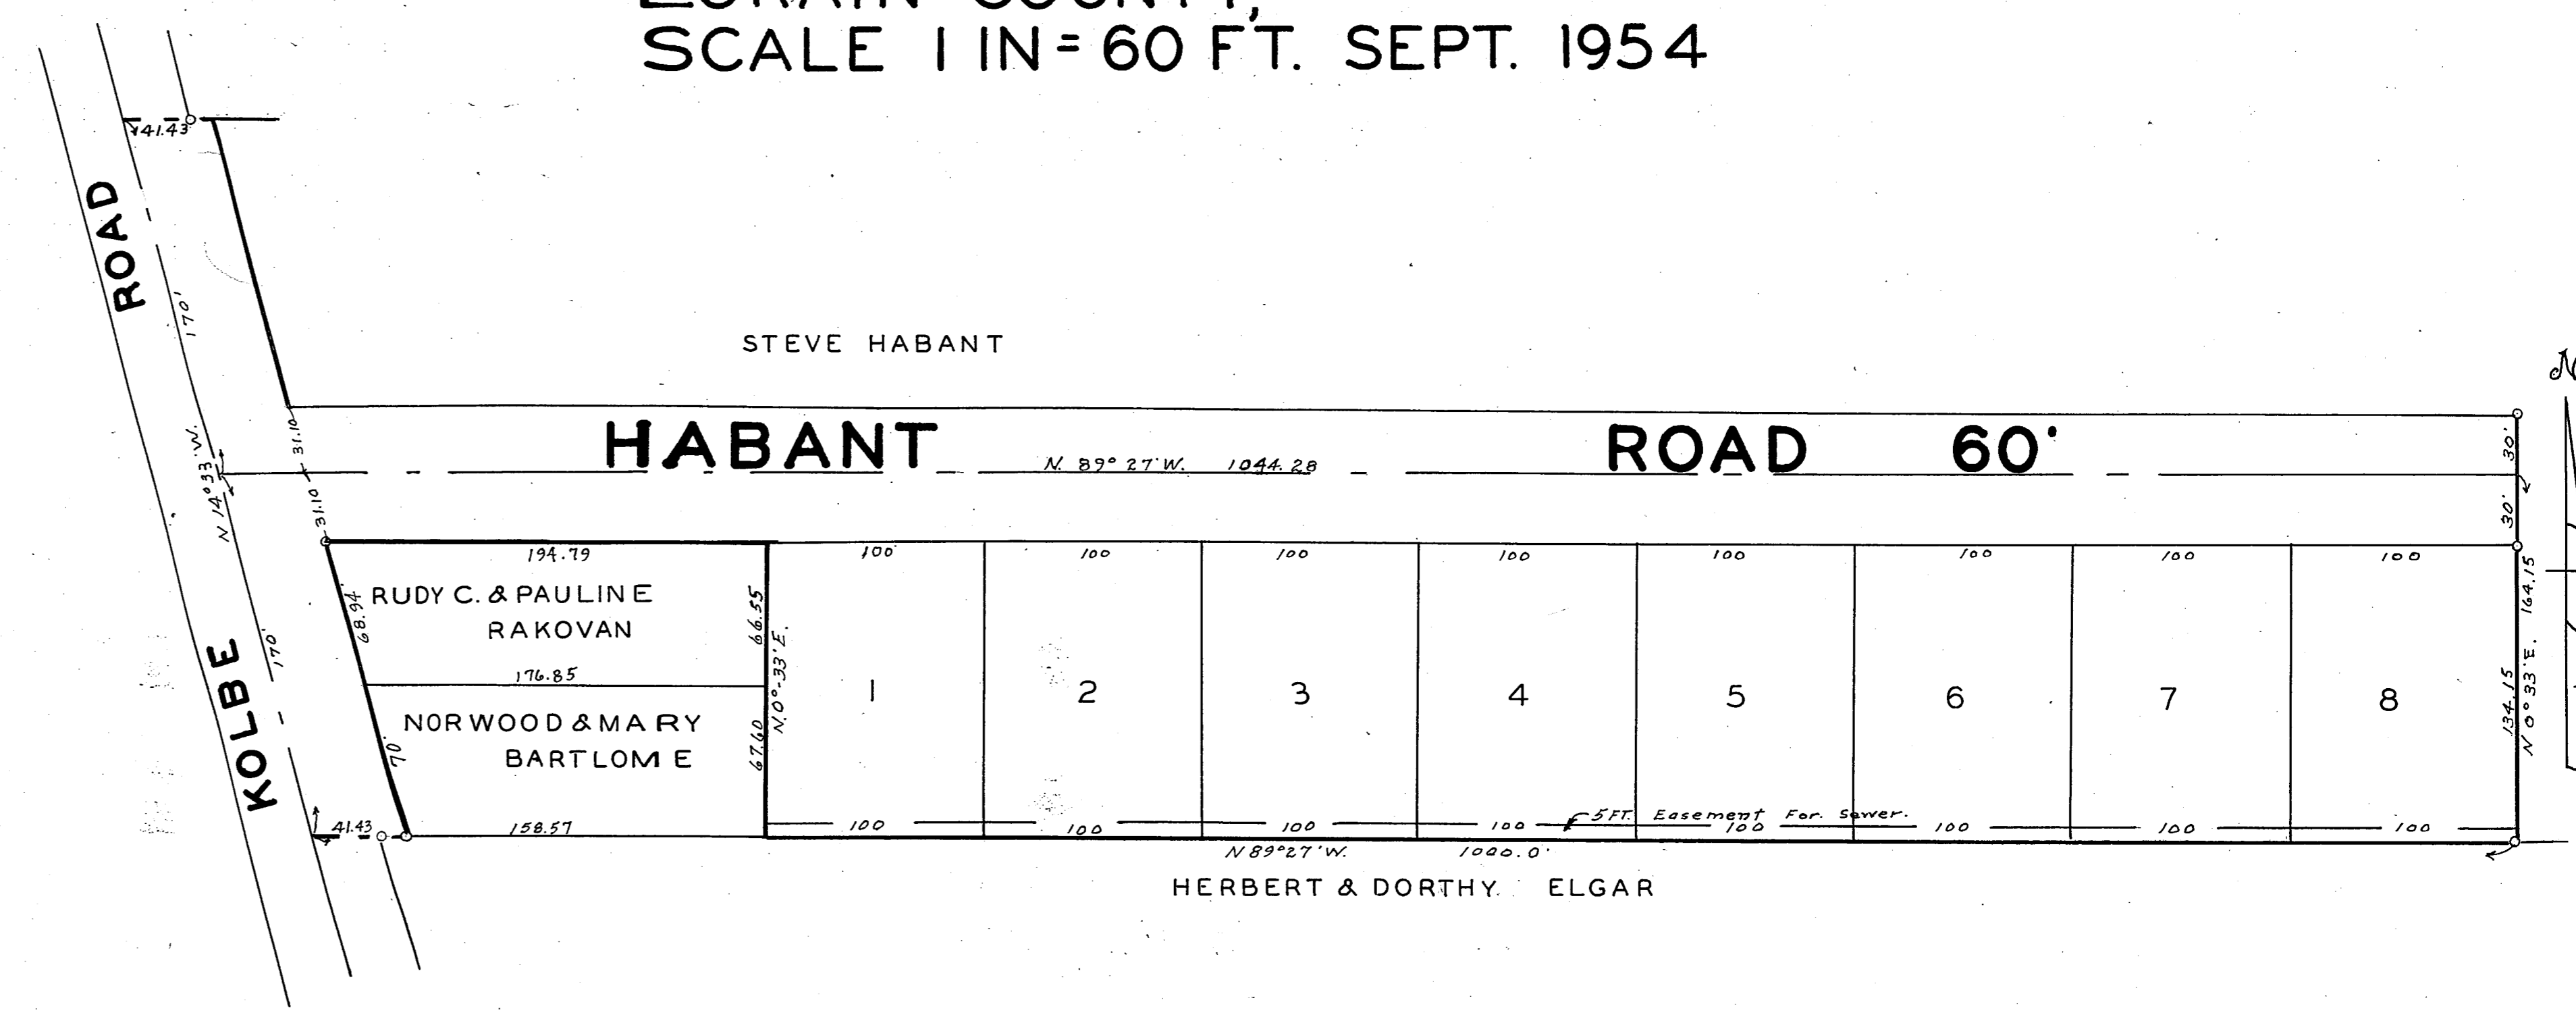 LORAIN COUNTY,
SCALE 1 IN = 60 FT. SEPT. 1954
41.43
ROAD
170'
STEVE HABANT
31.10
HABANT ROAD 60'
N. 89° 27' W. 1044.28
30'
N 14° 33' W.
31.10
30'
194.79
100'
100
100
100
100
100
100
100
68.94'
RUDY C. & PAULINE
RAKOVAN
66.55
N. 0°-33' E.
164.15
170'
176.85
KOLBE
NORWOOD & MARY
BARTLOME
70'
67.60
1
2
3
4
5
6
7
8
134.15
N 0° 33' E.
5 FT. Easement For. Sewer.
41.43
158.57
100
100
100
100
100
100
100
100
N 89° 27' W. 1000.0'
HERBERT & DORTHY ELGAR
N